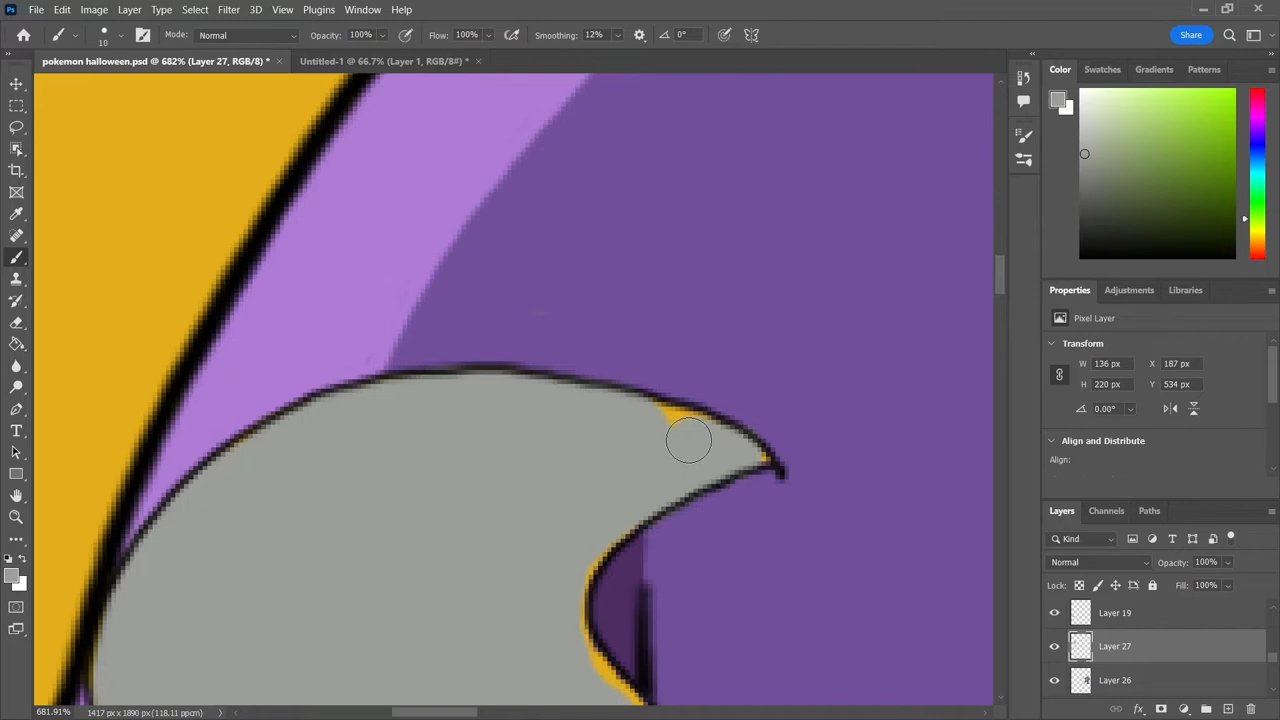 Ps File Edit Image Layer Type Select Filter 3D View Plugins Window Help
10 Mode: Normal Opacity: 100% Flow: 100% Smoothing: 12% 0° Share
pokemon halloween.psd @ 682% (Layer 27, RGB/8) * × Untitled-1 @ 66.7% (Layer 1, RGB/8#) * ×
Color Swatches Gradients Patterns
Properties Adjustments Libraries
Pixel Layer
Transform
W 136 px X 187 px
H 220 px Y 534 px
0.00°
Align and Distribute
Align:
Layers Channels Paths
Kind
Normal Opacity: 100%
Lock: Fill: 100%
Layer 19
Layer 27
Layer 26
681.91% 1417 px x 1890 px (118.11 ppcm)